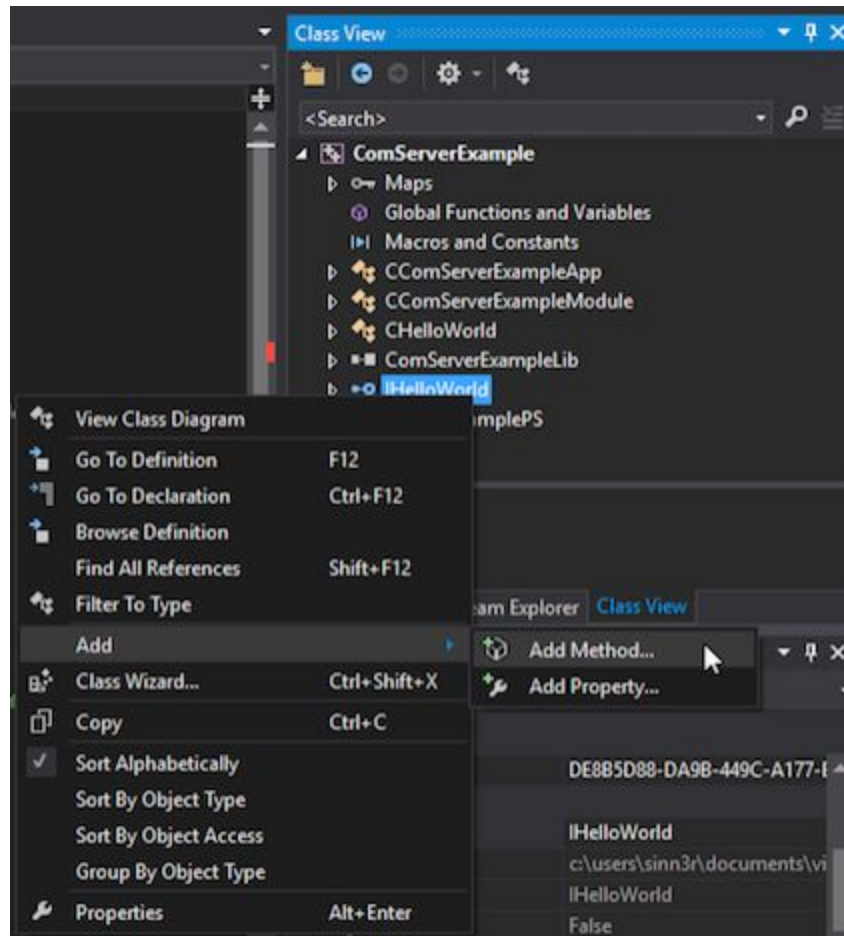 Class View
<Search>
ComServerExample
Maps
Global Functions and Variables
Macros and Constants
CComServerExampleApp
CComServerExampleModule
CHelloWorld
ComServerExampleLib
IHelloWorld
mplePS
View Class Diagram
Go To Definition F12
Go To Declaration Ctrl+F12
Browse Definition
Find All References Shift+F12
Filter To Type
am Explorer Class View
Add
Add Method...
Class Wizard... Ctrl+Shift+X
Add Property...
Copy Ctrl+C
Sort Alphabetically
DE8B5D88-DA9B-449C-A177-E
Sort By Object Type
Sort By Object Access
IHelloWorld
Group By Object Type
c:\users\sinn3r\documents\vi
IHelloWorld
Properties Alt+Enter
False